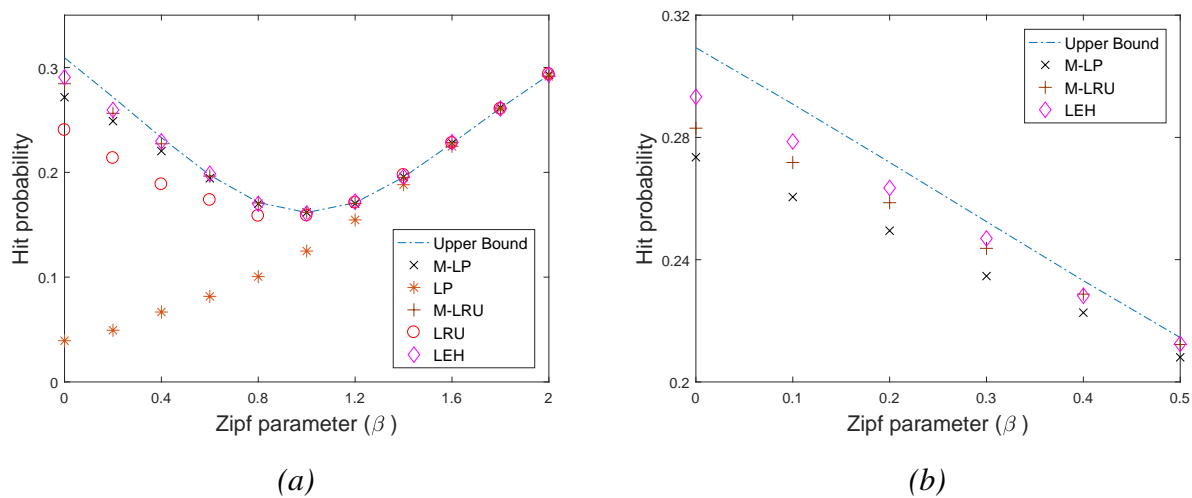 Hit probability
0.3
0.2
0.1
0
0 0.4 0.8 1.2 1.6 2
Zipf parameter (β )
Upper Bound
M-LP
LP
M-LRU
LRU
LEH
(a)
Hit probability
0.32
0.28
0.24
0.2
0 0.1 0.2 0.3 0.4 0.5
Zipf parameter (β )
Upper Bound
M-LP
M-LRU
LEH
(b)